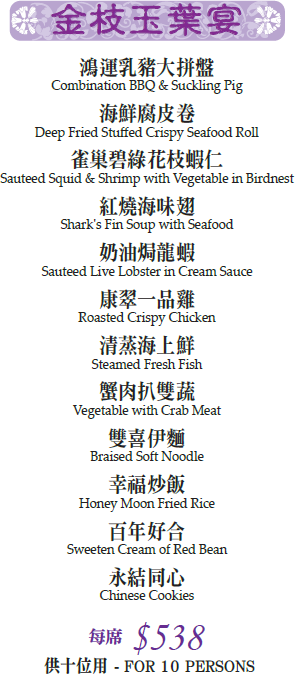 金枝玉葉宴
鴻運乳豬大拼盤
Combination BBQ & Suckling Pig
海鮮腐皮卷
Deep Fried Stuffed Crispy Seafood Roll
雀巢碧綠花枝蝦仁
Sauteed Squid & Shrimp with Vegetable in Birdnest
紅燒海味翅
Shark's Fin Soup with Seafood
奶油焗龍蝦
Sauteed Live Lobster in Cream Sauce
康翠一品雞
Roasted Crispy Chicken
清蒸海上鮮
Steamed Fresh Fish
蟹肉扒雙蔬
Vegetable with Crab Meat
雙喜伊麵
Braised Soft Noodle
幸福炒飯
Honey Moon Fried Rice
百年好合
Sweeten Cream of Red Bean
永結同心
Chinese Cookies
每席 $538
供十位用 - FOR 10 PERSONS